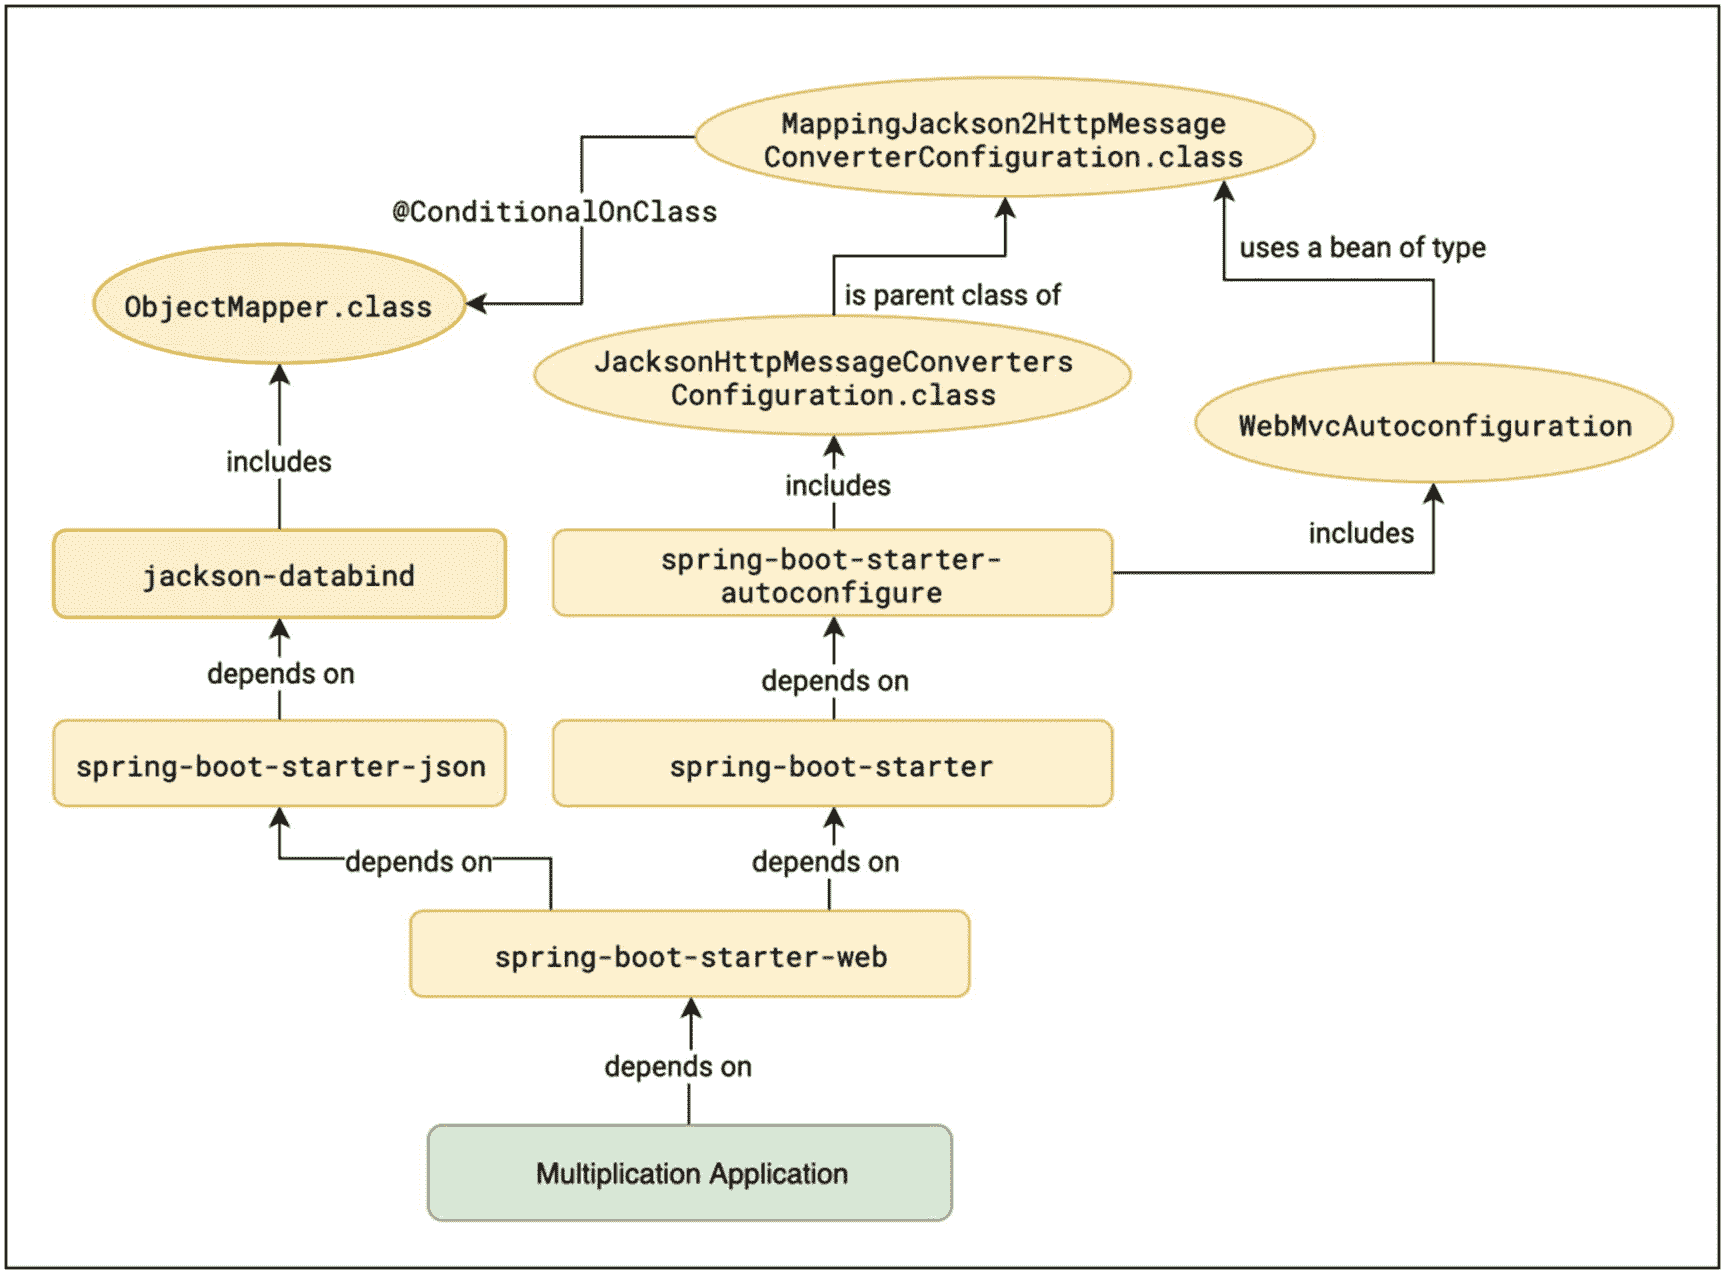 MappingJackson2HttpMessage
ConverterConfiguration.class
@ConditionalOnClass
uses a bean of type
is parent class of
ObjectMapper.class
JacksonHttpMessageConverters
Configuration.class
WebMvcAutoconfiguration
includes
includes
includes
jackson-databind
spring-boot-starter-
autoconfigure
depends on
depends on
spring-boot-starter-json
spring-boot-starter
depends on
depends on
spring-boot-starter-web
depends on
Multiplication Application